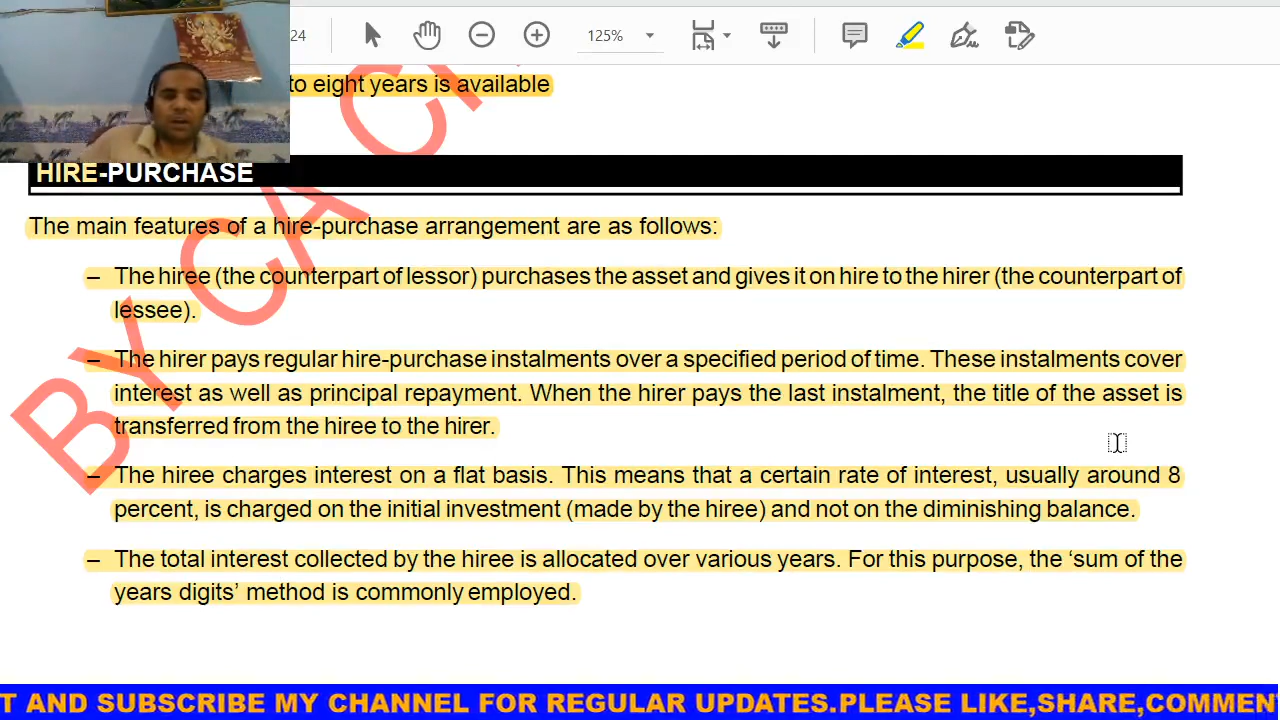 24
125%
to eight years is available
HIRE-PURCHASE
The main features of a hire-purchase arrangement are as follows:
– The hiree (the counterpart of lessor) purchases the asset and gives it on hire to the hirer (the counterpart of
lessee).
– The hirer pays regular hire-purchase instalments over a specified period of time. These instalments cover
interest as well as principal repayment. When the hirer pays the last instalment, the title of the asset is
transferred from the hiree to the hirer.
– The hiree charges interest on a flat basis. This means that a certain rate of interest, usually around 8
percent, is charged on the initial investment (made by the hiree) and not on the diminishing balance.
– The total interest collected by the hiree is allocated over various years. For this purpose, the ‘sum of the
years digits’ method is commonly employed.
BY CA
T AND SUBSCRIBE MY CHANNEL FOR REGULAR UPDATES.PLEASE LIKE,SHARE,COMMEN